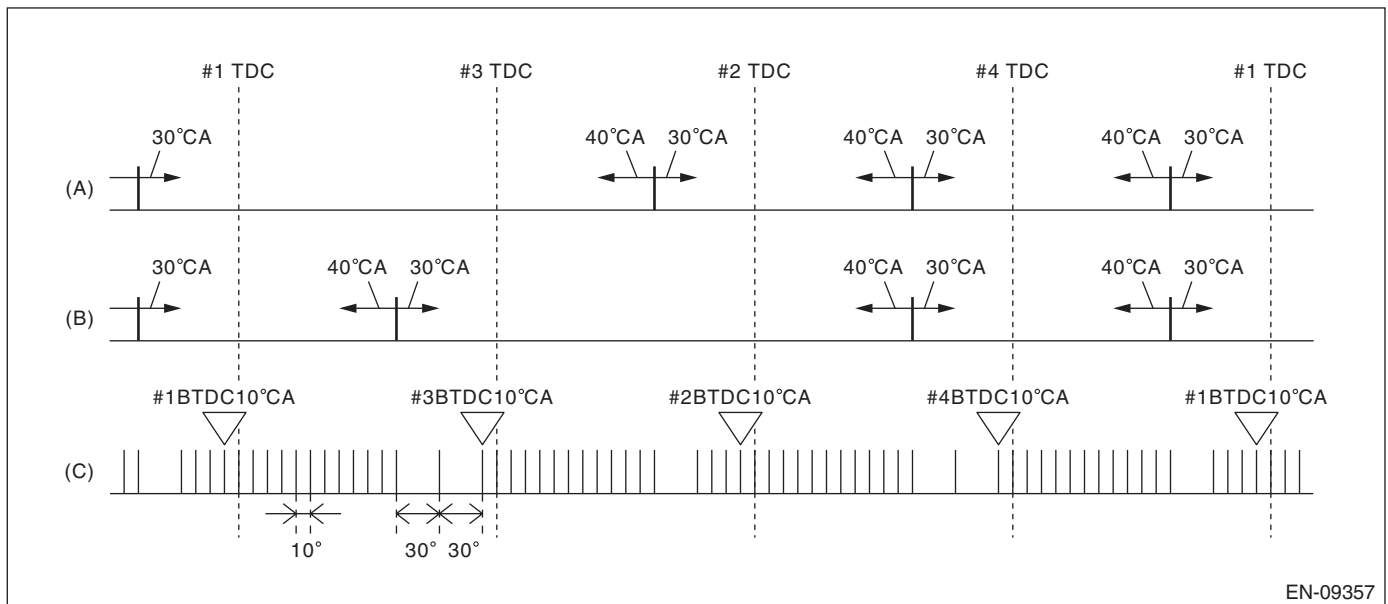 #1 TDC #3 TDC #2 TDC #4 TDC #1 TDC
30°CA 40°CA 30°CA 40°CA 30°CA 40°CA 30°CA
(A)
30°CA 40°CA 30°CA 40°CA 30°CA 40°CA 30°CA
(B)
#1BTDC10°CA #3BTDC10°CA #2BTDC10°CA #4BTDC10°CA #1BTDC10°CA
(C)
10° 30° 30°
EN-09357